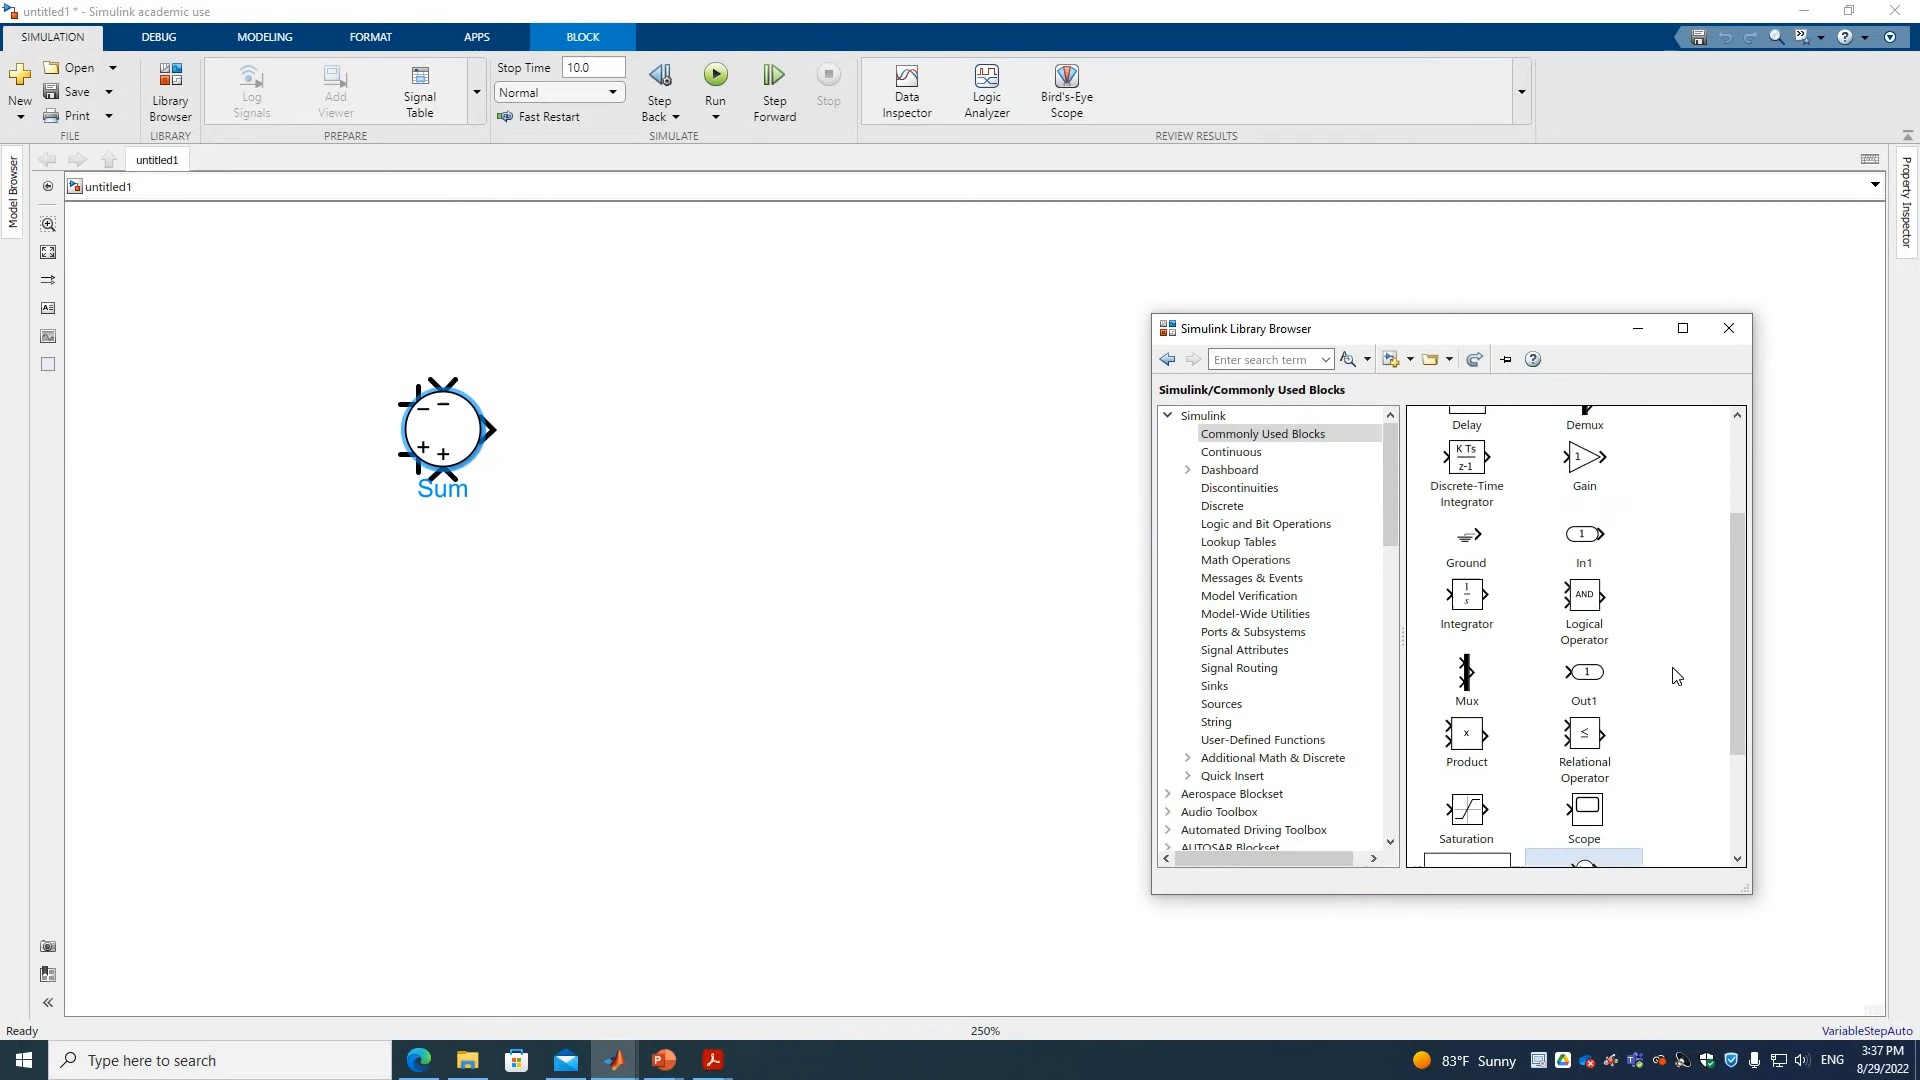 untitled1 * - Simulink academic use
SIMULATION
DEBUG
MODELING
FORMAT
APPS
BLOCK
New
Open
Save
Print
FILE
Library
Browser
LIBRARY
Log
Signals
Add
Viewer
Signal
Table
PREPARE
Stop Time
10.0
Normal
Fast Restart
Step
Back
Run
Step
Forward
Stop
SIMULATE
Data
Inspector
Logic
Analyzer
Bird's-Eye
Scope
REVIEW RESULTS
Model Browser
untitled1
untitled1
Property Inspector
− −
+ +
Sum
Simulink Library Browser
Enter search term
Simulink/Commonly Used Blocks
Simulink
Commonly Used Blocks
Continuous
Dashboard
Discontinuities
Discrete
Logic and Bit Operations
Lookup Tables
Math Operations
Messages & Events
Model Verification
Model-Wide Utilities
Ports & Subsystems
Signal Attributes
Signal Routing
Sinks
Sources
String
User-Defined Functions
Additional Math & Discrete
Quick Insert
Aerospace Blockset
Audio Toolbox
Automated Driving Toolbox
AUTOSAR Blockset
Delay
Demux
K Ts
z-1
Discrete-Time
Integrator
1
Gain
Ground
1
In1
1
s
Integrator
AND
Logical
Operator
Mux
1
Out1
x
Product
≤
Relational
Operator
Saturation
Scope
Ready
250%
VariableStepAuto
Type here to search
83°F Sunny
ENG
3:37 PM
8/29/2022